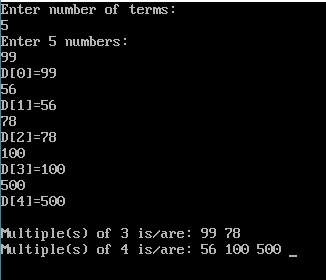 Enter number of terms:
5
Enter 5 numbers:
99
D[0]=99
56
D[1]=56
78
D[2]=78
100
D[3]=100
500
D[4]=500

Multiple(s) of 3 is/are: 99 78
Multiple(s) of 4 is/are: 56 100 500 _